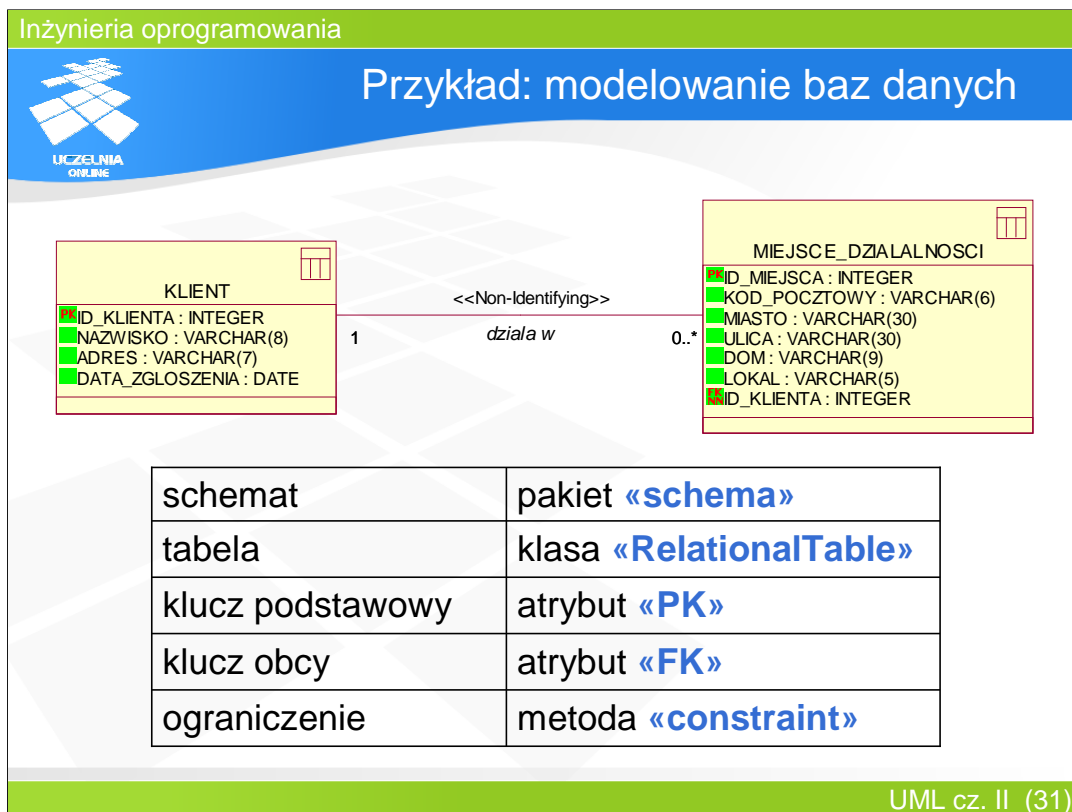 Inżynieria oprogramowania
Przykład: modelowanie baz danych
UCZELNIA
ONLINE
KLIENT
PK ID_KLIENTA : INTEGER
NAZWISKO : VARCHAR(8)
ADRES : VARCHAR(7)
DATA_ZGLOSZENIA : DATE
<<Non-Identifying>>
1 dziala w 0..*
MIEJSCE_DZIALALNOSCI
PK ID_MIEJSCA : INTEGER
KOD_POCZTOWY : VARCHAR(6)
MIASTO : VARCHAR(30)
ULICA : VARCHAR(30)
DOM : VARCHAR(9)
LOKAL : VARCHAR(5)
FK NN ID_KLIENTA : INTEGER
schemat pakiet «schema»
tabela klasa «RelationalTable»
klucz podstawowy atrybut «PK»
klucz obcy atrybut «FK»
ograniczenie metoda «constraint»
UML cz. II (31)